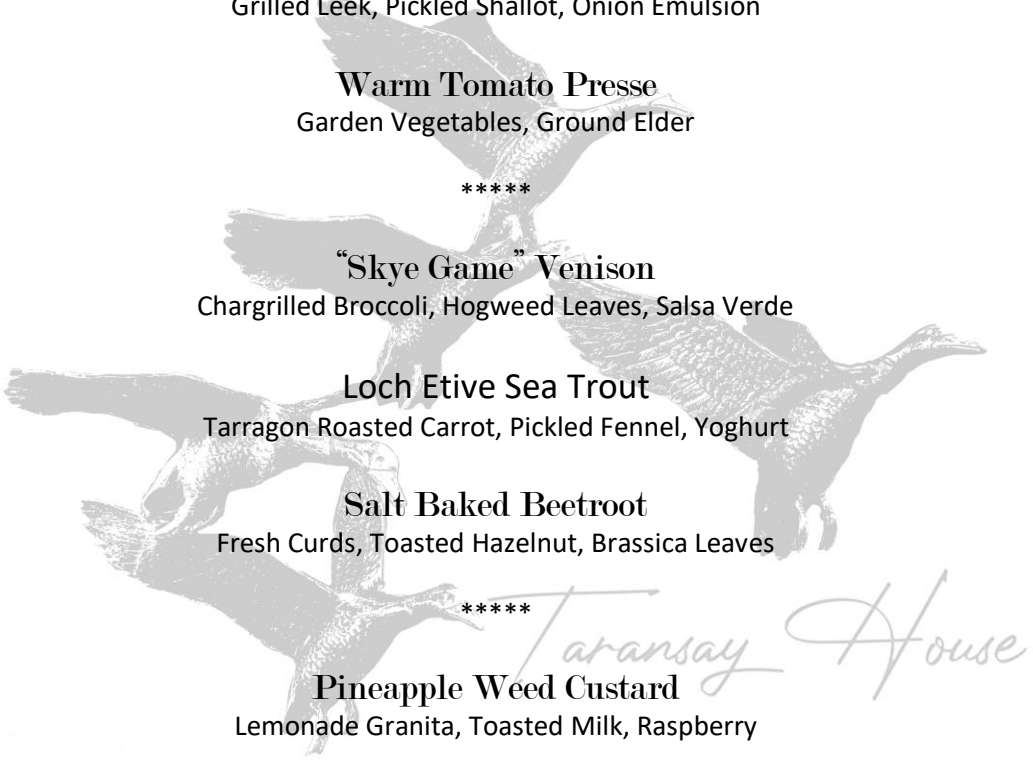 Grilled Leek, Pickled Shallot, Onion Emulsion
Warm Tomato Presse
Garden Vegetables, Ground Elder
*****
“Skye Game” Venison
Chargrilled Broccoli, Hogweed Leaves, Salsa Verde
Loch Etive Sea Trout
Tarragon Roasted Carrot, Pickled Fennel, Yoghurt
Salt Baked Beetroot
Fresh Curds, Toasted Hazelnut, Brassica Leaves
*****
Taransay House
Pineapple Weed Custard
Lemonade Granita, Toasted Milk, Raspberry